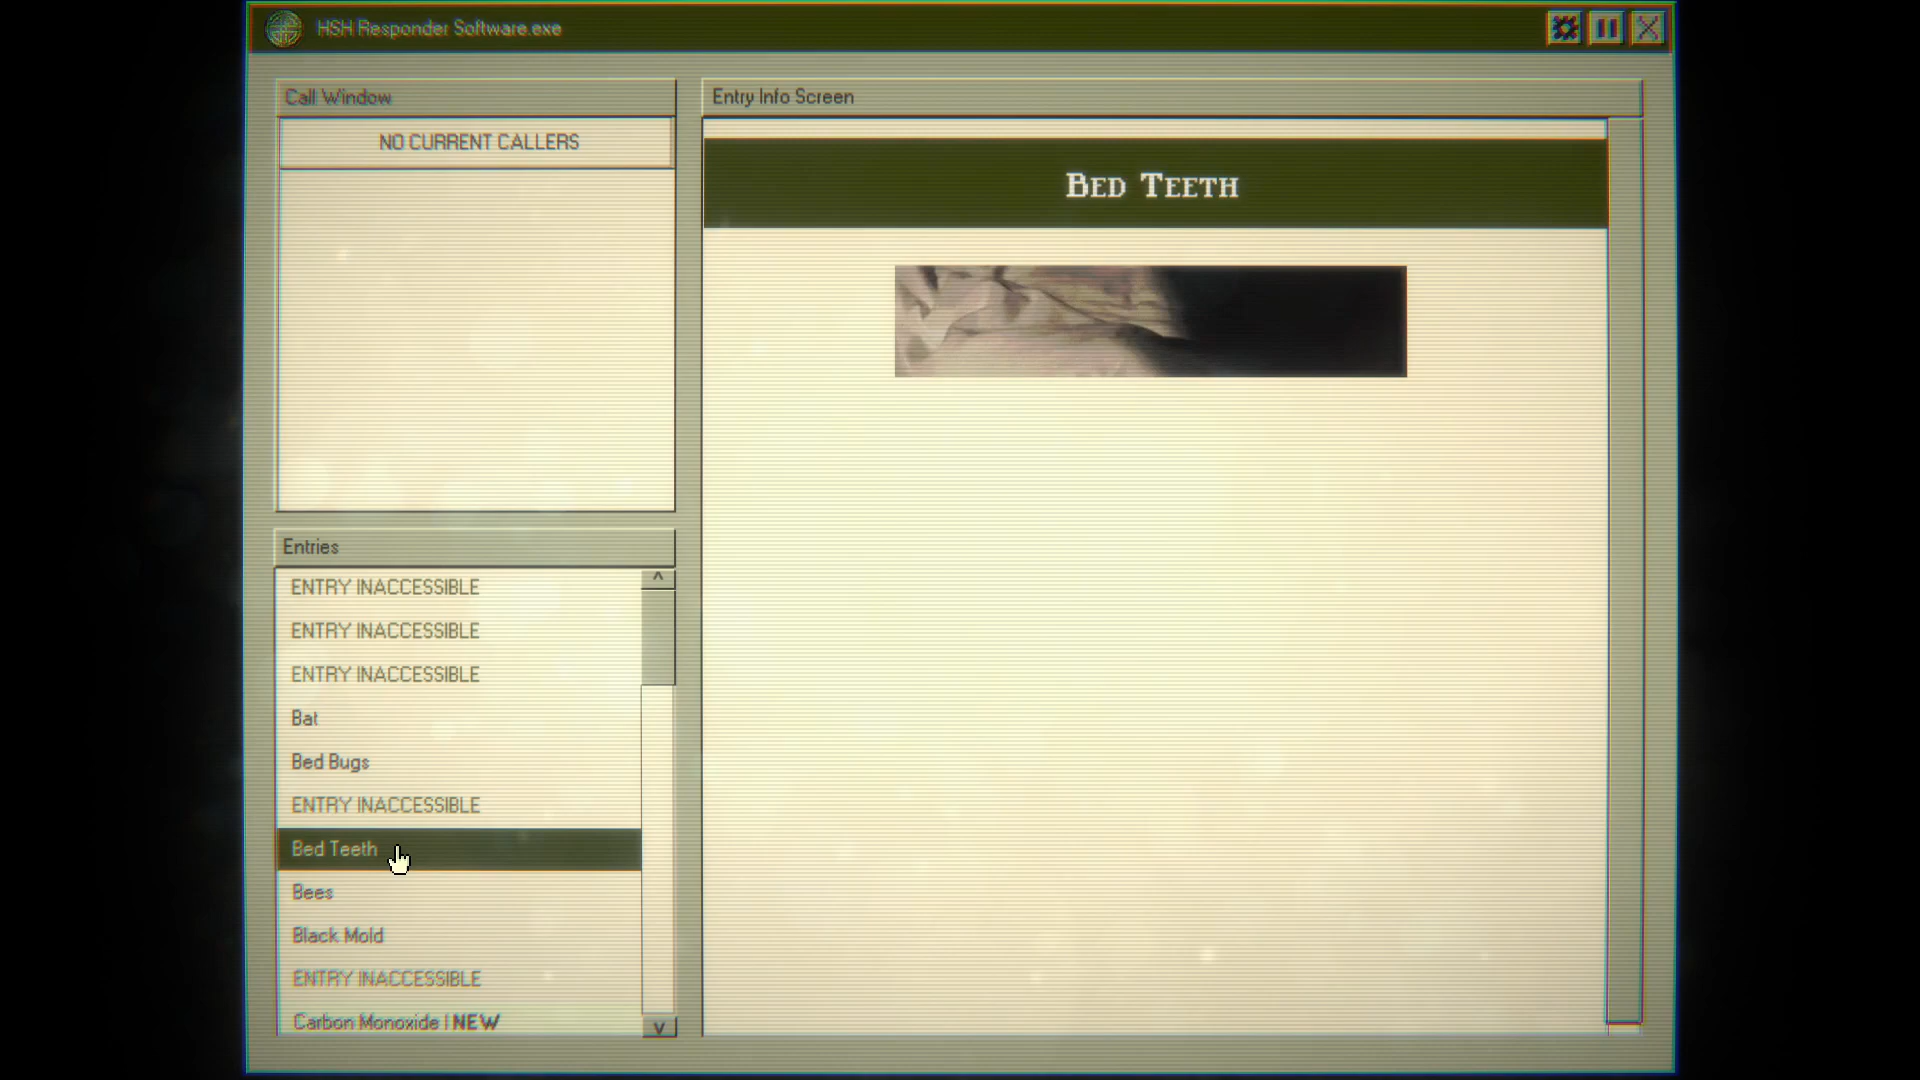 HSH Responder Software.exe
Call Window
NO CURRENT CALLERS
Entries
ENTRY INACCESSIBLE
ENTRY INACCESSIBLE
ENTRY INACCESSIBLE
Bat
Bed Bugs
ENTRY INACCESSIBLE
Bed Teeth
Bees
Black Mold
ENTRY INACCESSIBLE
Carbon Monoxide | NEW
Entry Info Screen
Bed Teeth